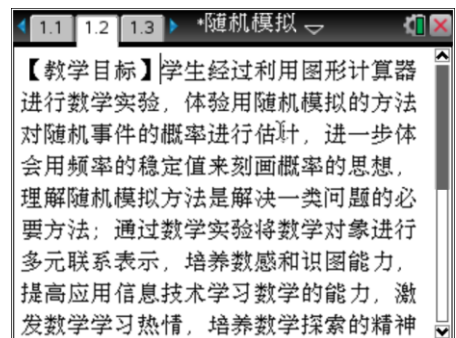 1.1 1.2 1.3 *随机模拟
【教学目标】学生经过利用图形计算器
进行数学实验，体验用随机模拟的方法
对随机事件的概率进行估计，进一步体
会用频率的稳定值来刻画概率的思想，
理解随机模拟方法是解决一类问题的必
要方法；通过数学实验将数学对象进行
多元联系表示，培养数感和识图能力，
提高应用信息技术学习数学的能力，激
发数学学习热情，培养数学探索的精神